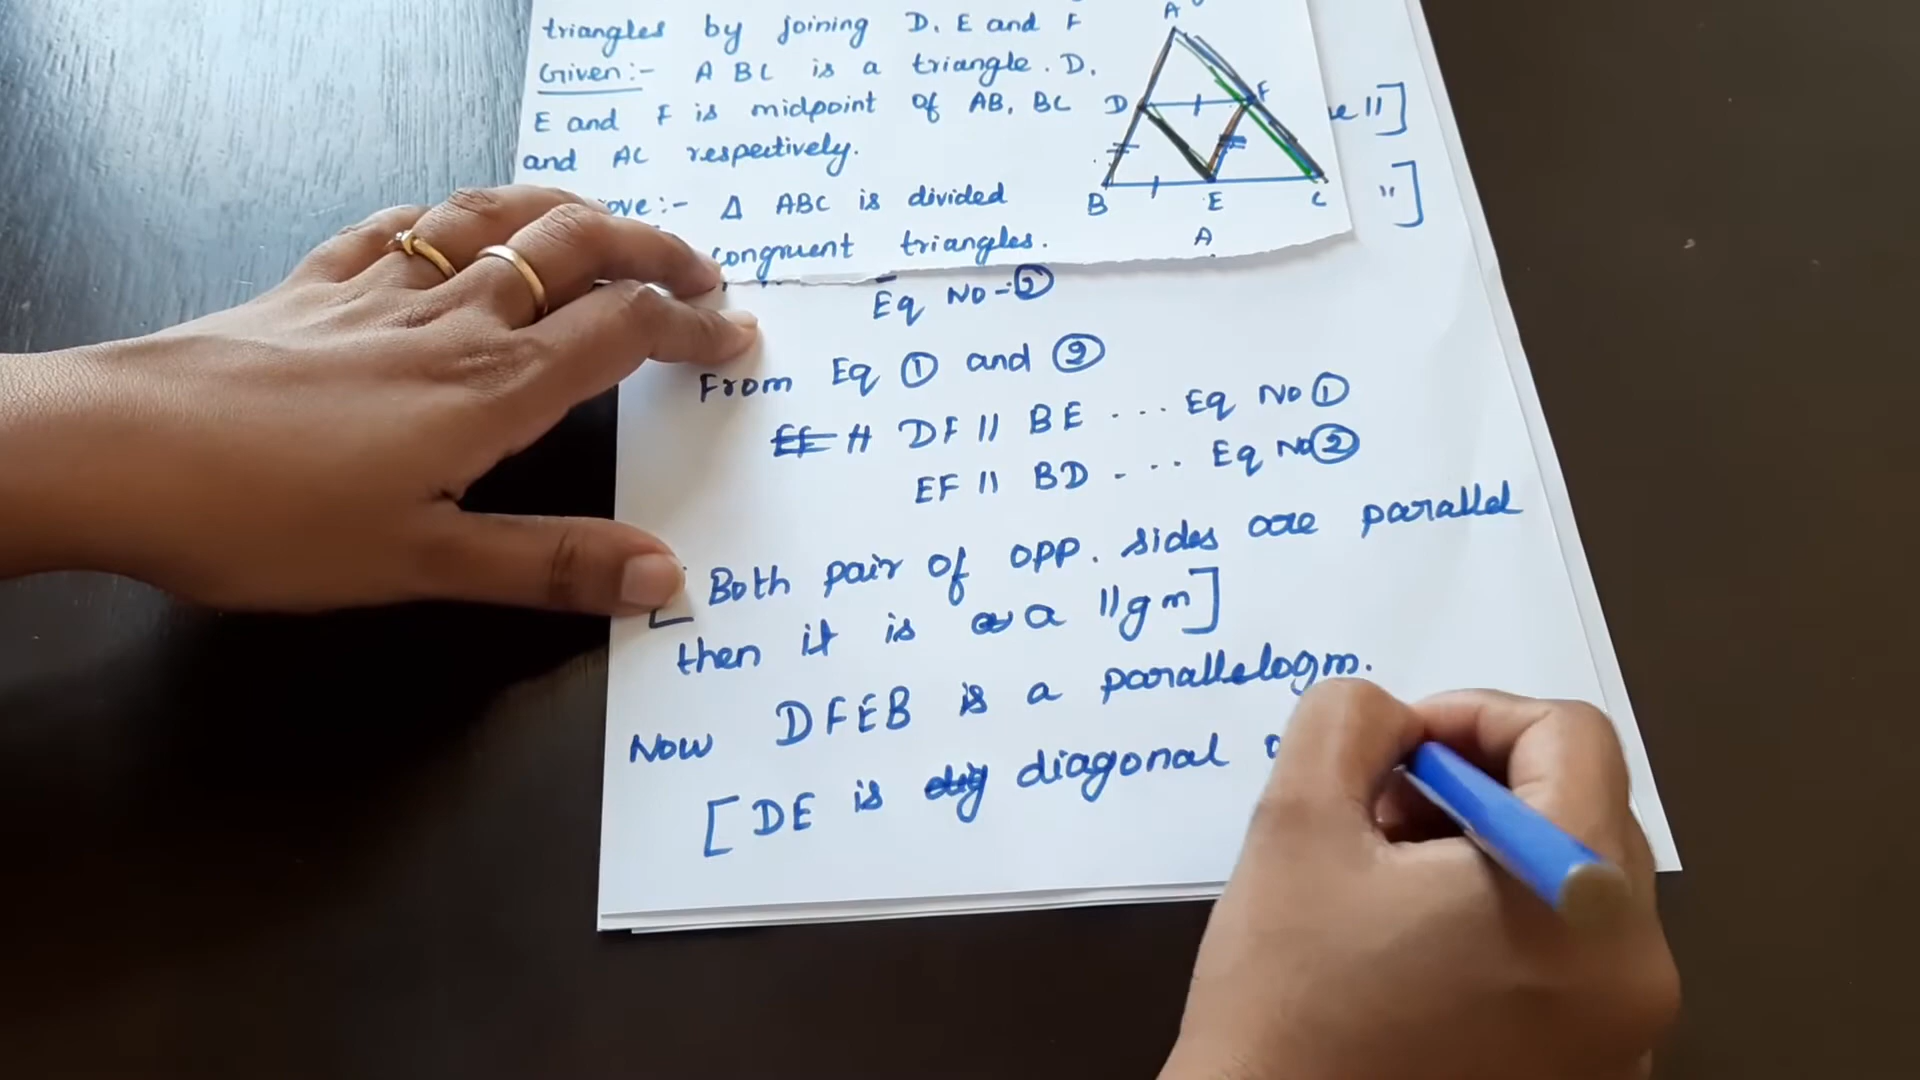 triangles by joining D. E and F
Given:- A BC is a triangle. D.
E and F is midpoint of AB, BC
and AC respectively.
ove:- Δ ABC is divided
congruent triangles.
A
D
F
B
E
C
A
e ||]
"]
Eq No-②
From Eq ① and ②
DF || BE ... Eq No ①
EF || BD ... Eq No ②
[Both pair of opp. sides are parallel
then it is a ||gm]
Now DFEB is a parallelogm.
[DE is diagonal